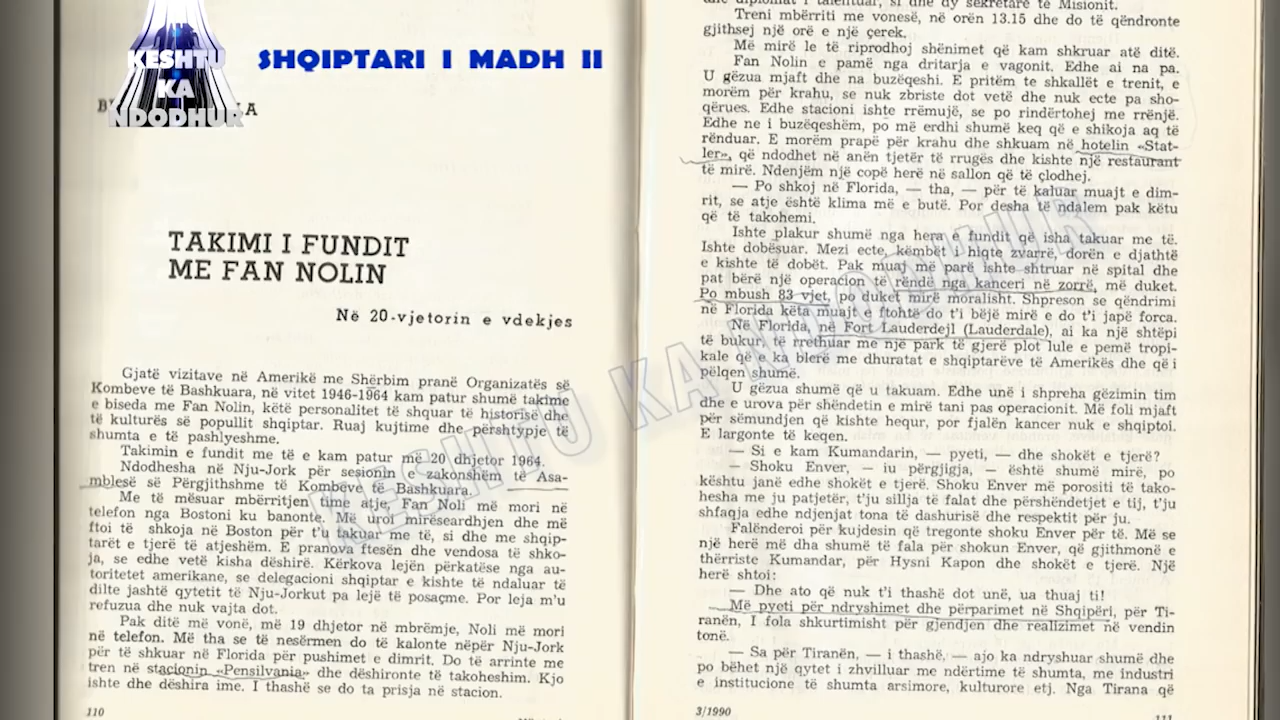 KESHTU
KA
NDODHUR
SHQIPTARI I MADH II
TAKIMI I FUNDIT
ME FAN NOLIN
Në 20-vjetorin e vdekjes
Gjatë vizitave në Amerikë me Shërbim pranë Organizatës së
Kombeve të Bashkuara, në vitet 1946-1964 kam patur shumë takime
e biseda me Fan Nolin, këtë personalitet të shquar të historisë dhe
të kulturës së popullit shqiptar. Ruaj kujtime dhe përshtypje të
shumta e të pashlyeshme.
Takimin e fundit me të e kam patur më 20 dhjetor 1964.
Ndodhesha në Nju-Jork për sesionin e zakonshëm të Asa-
mblesë së Përgjithshme të Kombeve të Bashkuara.
Me të mësuar mbërritjen time atje, Fan Noli më mori në
telefon nga Bostoni ku banonte. Më uroi mirëseardhjen dhe më
ftoi të shkoja në Boston për t'u takuar me të, si dhe me shqip-
tarët e tjerë të atjeshëm. E pranova ftesën dhe vendosa të shko-
ja, se edhe vetë kisha dëshirë. Kërkova lejën përkatëse nga au-
toritetet amerikane, se delegacioni shqiptar e kishte të ndaluar të
dilte jashtë qytetit të Nju-Jorkut pa lejë të posaçme. Por leja m'u
refuzua dhe nuk vajta dot.
Pak ditë më vonë, më 19 dhjetor në mbrëmje, Noli më mori
në telefon. Më tha se të nesërmen do të kalonte nëpër Nju-Jork
për të shkuar në Florida për pushimet e dimrit. Do të arrinte me
tren në stacionin «Pensilvania» dhe dëshironte të takoheshim. Kjo
ishte dhe dëshira ime. I thashë se do ta prisja në stacion.
110
dhe diplomat i talentuar, si dhe dy sekretarë të Misionit.
Treni mbërriti me vonesë, në orën 13.15 dhe do të qëndronte
gjithsej një orë e një çerek.
Më mirë le të riprodhoj shënimet që kam shkruar atë ditë.
Fan Nolin e pamë nga dritarja e vagonit. Edhe ai na pa.
U gëzua mjaft dhe na buzëqeshi. E pritëm te shkallët e trenit, e
morëm për krahu, se nuk zbriste dot vetë dhe nuk ecte pa sho-
qërues. Edhe stacioni ishte rrëmujë, se po rindërtohej me rrënjë.
Edhe ne i buzëqeshëm, po më erdhi shumë keq që e shikoja aq të
rënduar. E morëm prapë për krahu dhe shkuam në hotelin «Stat-
ler», që ndodhet në anën tjetër të rrugës dhe kishte një restaurant
të mirë. Ndenjëm një copë herë në sallon që të çlodhej.
— Po shkoj në Florida, — tha, — për të kaluar muajt e dim-
rit, se atje është klima më e butë. Por desha të ndalem pak këtu
që të takohemi.
Ishte plakur shumë nga hera e fundit që isha takuar me të.
Ishte dobësuar. Mezi ecte, këmbët i hiqte zvarrë, dorën e djathtë
e kishte të dobët. Pak muaj më parë ishte shtruar në spital dhe
pat bërë një operacion të rëndë nga kanceri në zorrë, më duket.
Po mbush 83 vjet, po duket mirë moralisht. Shpreson se qëndrimi
në Florida këta muajt e ftohtë do t'i bëjë mirë e do t'i japë forca.
Në Florida, në Fort Lauderdejl (Lauderdale), ai ka një shtëpi
të bukur, të rrethuar me një park të gjerë plot lule e pemë tropi-
kale që e ka blerë me dhuratat e shqiptarëve të Amerikës dhe që i
pëlqen shumë.
U gëzua shumë që u takuam. Edhe unë i shpreha gëzimin tim
dhe e urova për shëndetin e mirë tani pas operacionit. Më foli mjaft
për sëmundjen që kishte hequr, por fjalën kancer nuk e shqiptoi.
E largonte të keqen.
— Si e kam Kumandarin, — pyeti, — dhe shokët e tjerë?
— Shoku Enver, — iu përgjigja, — është shumë mirë, po
kështu janë edhe shokët e tjerë. Shoku Enver më porositi të tako-
hesha me ju patjetër, t'ju sillja të falat dhe përshëndetjet e tij, t'ju
shfaqja edhe ndjenjat tona të dashurisë dhe respektit për ju.
Falënderoi për kujdesin që tregonte shoku Enver për të. Më se
një herë më dha shumë të fala për shokun Enver, që gjithmonë e
thërriste Kumandar, për Hysni Kapon dhe shokët e tjerë. Një
herë shtoi:
— Dhe ato që nuk t'i thashë dot unë, ua thuaj ti!
Më pyeti për ndryshimet dhe përparimet në Shqipëri, për Ti-
ranën, I fola shkurtimisht për gjendjen dhe realizimet në vendin
tonë.
— Sa për Tiranën, — i thashë, — ajo ka ndryshuar shumë dhe
po bëhet një qytet i zhvilluar me ndërtime të shumta, me industri
e institucione të shumta arsimore, kulturore etj. Nga Tirana që
3/1990
111
KESHTU KA NDODHUR